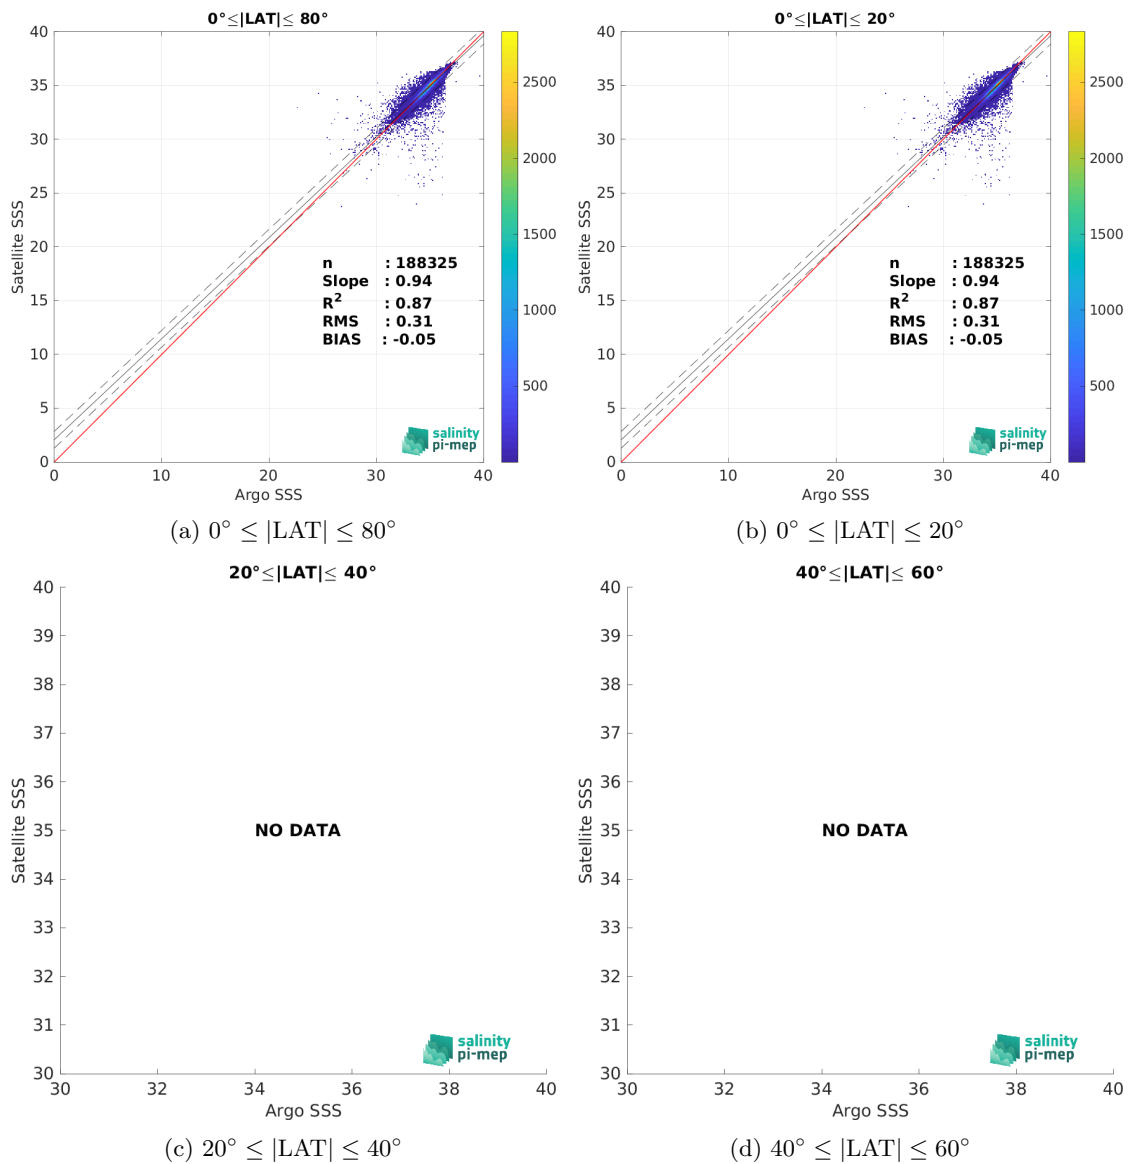 0°≤|LAT|≤ 80°
40
35
30
25
20
15
10
5
0
Satellite SSS
n : 188325
Slope : 0.94
R² : 0.87
RMS : 0.31
BIAS : -0.05
salinity
pi-mep
0 10 20 30 40
Argo SSS
2500
2000
1500
1000
500
(a) 0° ≤ |LAT| ≤ 80°
0°≤|LAT|≤ 20°
40
35
30
25
20
15
10
5
0
Satellite SSS
n : 188325
Slope : 0.94
R² : 0.87
RMS : 0.31
BIAS : -0.05
salinity
pi-mep
0 10 20 30 40
Argo SSS
2500
2000
1500
1000
500
(b) 0° ≤ |LAT| ≤ 20°
20°≤|LAT|≤ 40°
40
39
38
37
36
35
34
33
32
31
30
Satellite SSS
NO DATA
salinity
pi-mep
30 32 34 36 38 40
Argo SSS
(c) 20° ≤ |LAT| ≤ 40°
40°≤|LAT|≤ 60°
40
39
38
37
36
35
34
33
32
31
30
Satellite SSS
NO DATA
salinity
pi-mep
30 32 34 36 38 40
Argo SSS
(d) 40° ≤ |LAT| ≤ 60°